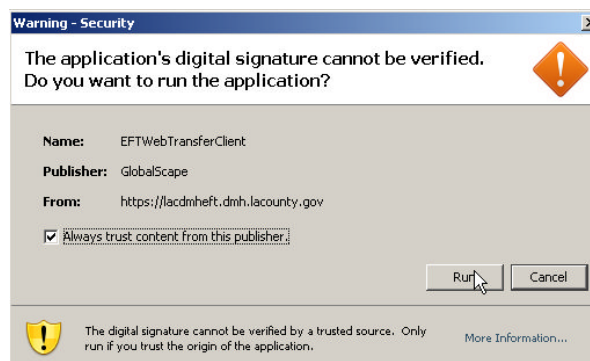 Warning - Security
The application's digital signature cannot be verified.
Do you want to run the application?
Name: EFTWebTransferClient
Publisher: GlobalScape
From: https://lacdmheft.dmh.lacounty.gov
Always trust content from this publisher.
Run Cancel
The digital signature cannot be verified by a trusted source. Only
run if you trust the origin of the application.
More Information...